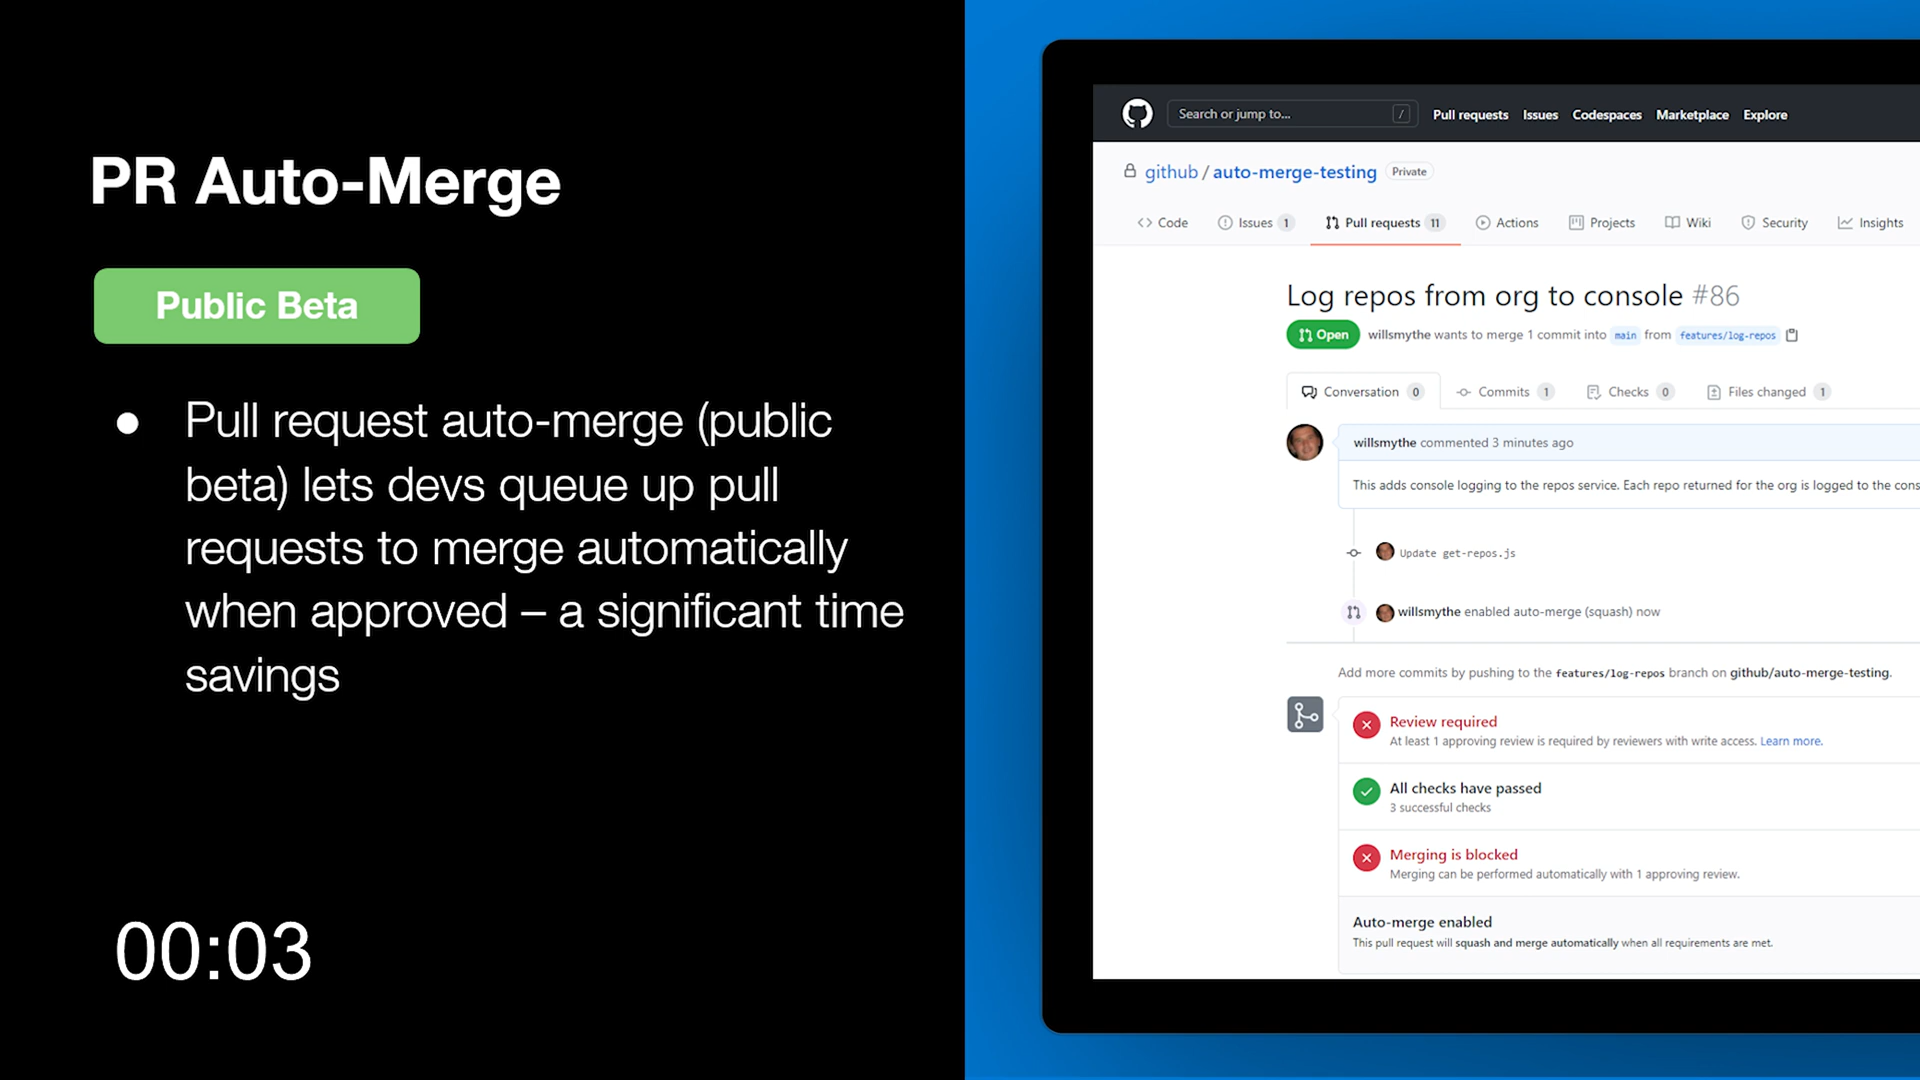 PR Auto-Merge
Public Beta
● Pull request auto-merge (public
beta) lets devs queue up pull
requests to merge automatically
when approved – a significant time
savings
00:03
Search or jump to... /
Pull requests Issues Codespaces Marketplace Explore
github / auto-merge-testing Private
Code Issues 1 Pull requests 11 Actions Projects Wiki Security Insights
Log repos from org to console #86
Open willsmythe wants to merge 1 commit into main from features/log-repos
Conversation 0 Commits 1 Checks 0 Files changed 1
willsmythe commented 3 minutes ago
This adds console logging to the repos service. Each repo returned for the org is logged to the cons
Update get-repos.js
willsmythe enabled auto-merge (squash) now
Add more commits by pushing to the features/log-repos branch on github/auto-merge-testing.
Review required
At least 1 approving review is required by reviewers with write access. Learn more.
All checks have passed
3 successful checks
Merging is blocked
Merging can be performed automatically with 1 approving review.
Auto-merge enabled
This pull request will squash and merge automatically when all requirements are met.